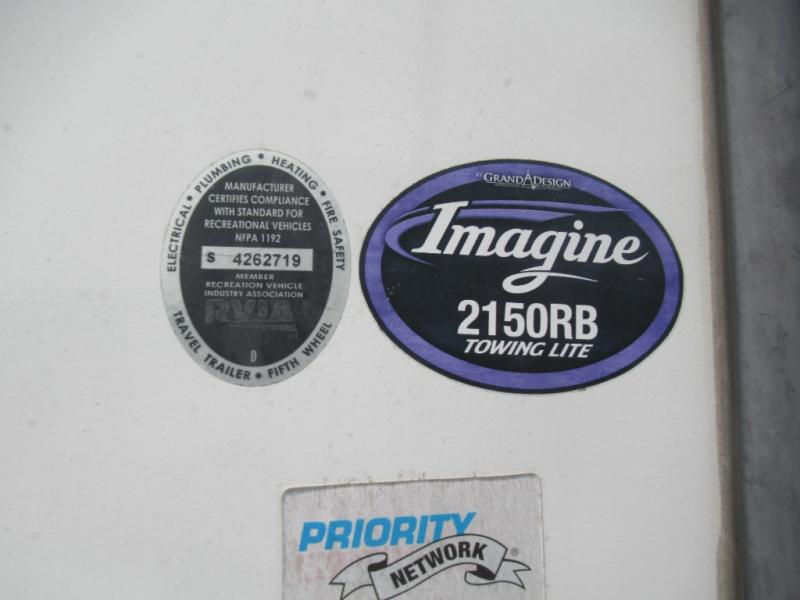 ELECTRICAL • PLUMBING • HEATING • FIRE SAFETY
MANUFACTURER
CERTIFIES COMPLIANCE
WITH STANDARD FOR
RECREATIONAL VEHICLES
NFPA 1192
S 4262719
MEMBER
RECREATION VEHICLE
INDUSTRY ASSOCIATION
RVIA
D
TRAVEL TRAILER • FIFTH WHEEL
BY GRAND DESIGN
Imagine
2150RB
TOWING LITE
PRIORITY
NETWORK®